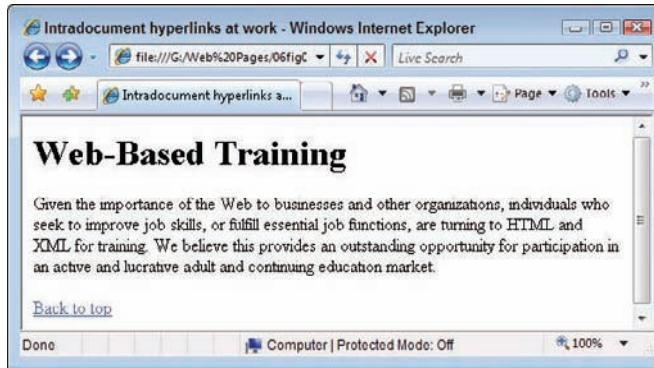 Intradocument hyperlinks at work - Windows Internet Explorer
file:///G:/Web%20Pages/06figC Live Search
Intradocument hyperlinks a... Page Tools
Web-Based Training
Given the importance of the Web to businesses and other organizations, individuals who
seek to improve job skills, or fulfill essential job functions, are turning to HTML and
XML for training. We believe this provides an outstanding opportunity for participation in
an active and lucrative adult and continuing education market.
Back to top
Done Computer | Protected Mode: Off 100%